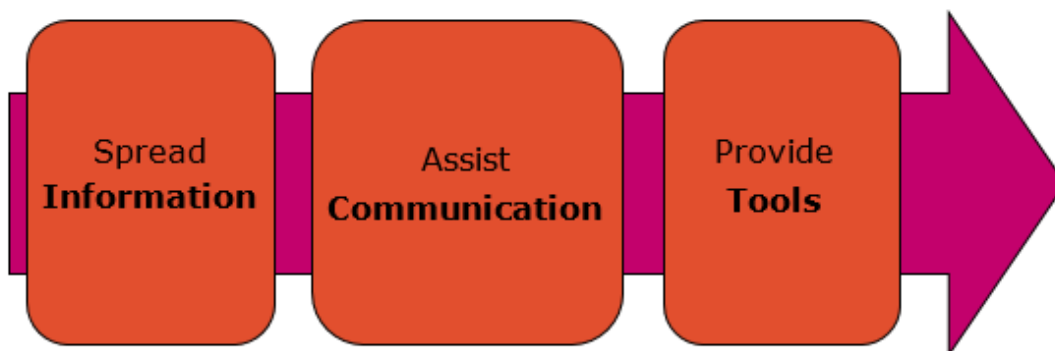 Spread
Information
Assist
Communication
Provide
Tools